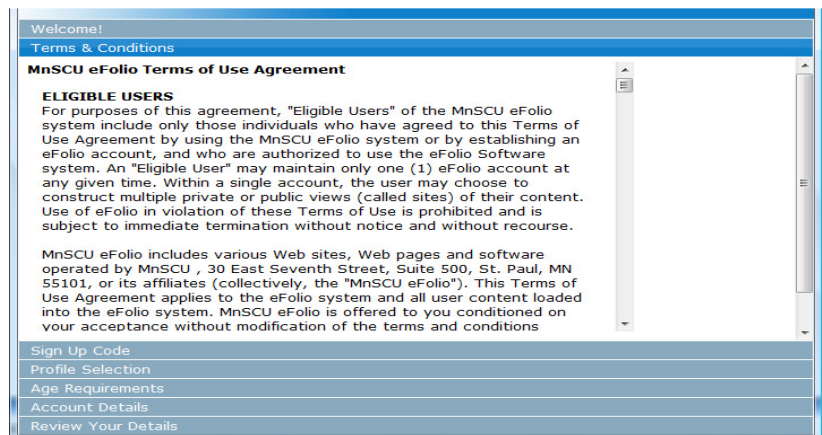 Welcome!
Terms & Conditions
MnSCU eFolio Terms of Use Agreement
ELIGIBLE USERS
For purposes of this agreement, "Eligible Users" of the MnSCU eFolio
system include only those individuals who have agreed to this Terms of
Use Agreement by using the MnSCU eFolio system or by establishing an
eFolio account, and who are authorized to use the eFolio Software
system. An "Eligible User" may maintain only one (1) eFolio account at
any given time. Within a single account, the user may choose to
construct multiple private or public views (called sites) of their content.
Use of eFolio in violation of these Terms of Use is prohibited and is
subject to immediate termination without notice and without recourse.
MnSCU eFolio includes various Web sites, Web pages and software
operated by MnSCU , 30 East Seventh Street, Suite 500, St. Paul, MN
55101, or its affiliates (collectively, the "MnSCU eFolio"). This Terms of
Use Agreement applies to the eFolio system and all user content loaded
into the eFolio system. MnSCU eFolio is offered to you conditioned on
your acceptance without modification of the terms and conditions
Sign Up Code
Profile Selection
Age Requirements
Account Details
Review Your Details